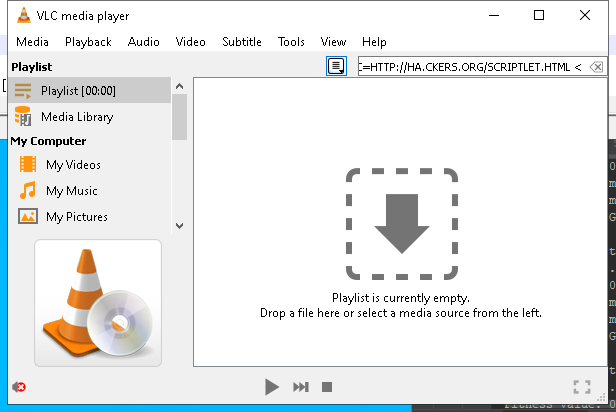 VLC media player
Media Playback Audio Video Subtitle Tools View Help
Playlist
=HTTP://HA.CKERS.ORG/SCRIPTLET.HTML <
Playlist [00:00]
Media Library
My Computer
My Videos
My Music
My Pictures
Playlist is currently empty.
Drop a file here or select a media source from the left.